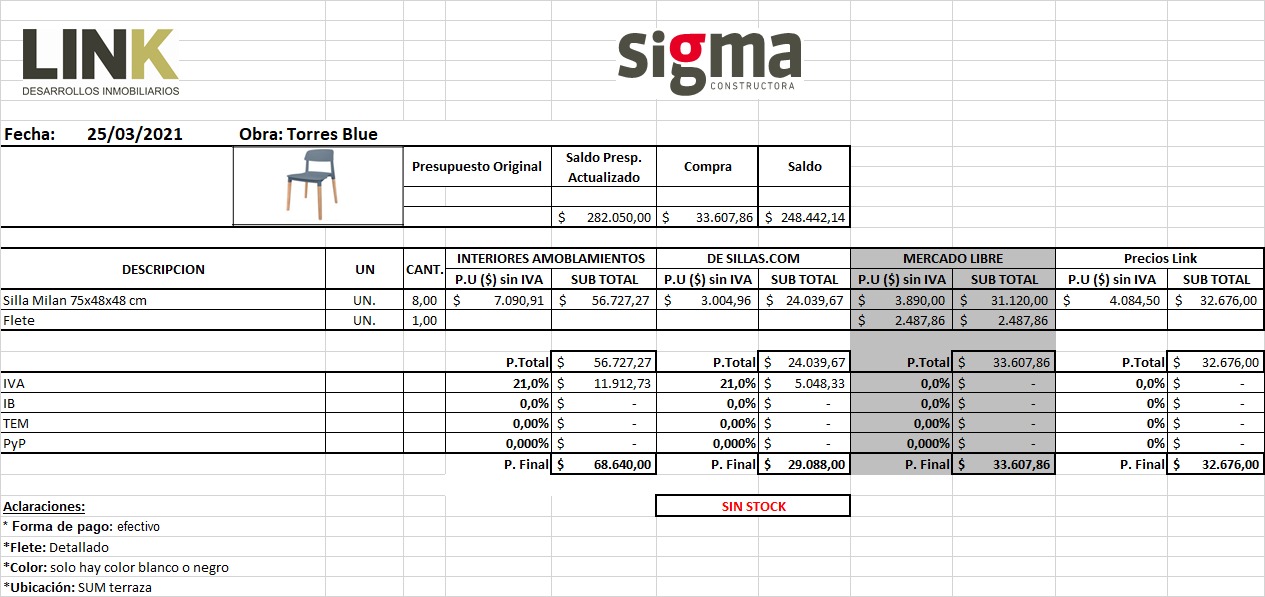 LINK
DESARROLLOS INMOBILIARIOS
sigma
CONSTRUCTORA
Fecha: 25/03/2021 Obra: Torres Blue
Presupuesto Original Saldo Presp. Actualizado Compra Saldo
$ 282.050,00 $ 33.607,86 $ 248.442,14
DESCRIPCION UN CANT. INTERIORES AMOBLAMIENTOS DE SILLAS.COM MERCADO LIBRE Precios Link
P.U ($) sin IVA SUB TOTAL P.U ($) sin IVA SUB TOTAL P.U ($) sin IVA SUB TOTAL P.U ($) sin IVA SUB TOTAL
Silla Milan 75x48x48 cm UN. 8,00 $ 7.090,91 $ 56.727,27 $ 3.004,96 $ 24.039,67 $ 3.890,00 $ 31.120,00 $ 4.084,50 $ 32.676,00
Flete UN. 1,00 $ 2.487,86 $ 2.487,86
P.Total $ 56.727,27 P.Total $ 24.039,67 P.Total $ 33.607,86 P.Total $ 32.676,00
IVA 21,0% $ 11.912,73 21,0% $ 5.048,33 0,0% $ - 0,0% $ -
IB 0,0% $ - 0,0% $ - 0,0% $ - 0% $ -
TEM 0,00% $ - 0,00% $ - 0,00% $ - 0% $ -
PyP 0,000% $ - 0,000% $ - 0,000% $ - 0% $ -
P. Final $ 68.640,00 P. Final $ 29.088,00 P. Final $ 33.607,86 P. Final $ 32.676,00
Aclaraciones: SIN STOCK
* Forma de pago: efectivo
*Flete: Detallado
*Color: solo hay color blanco o negro
*Ubicación: SUM terraza